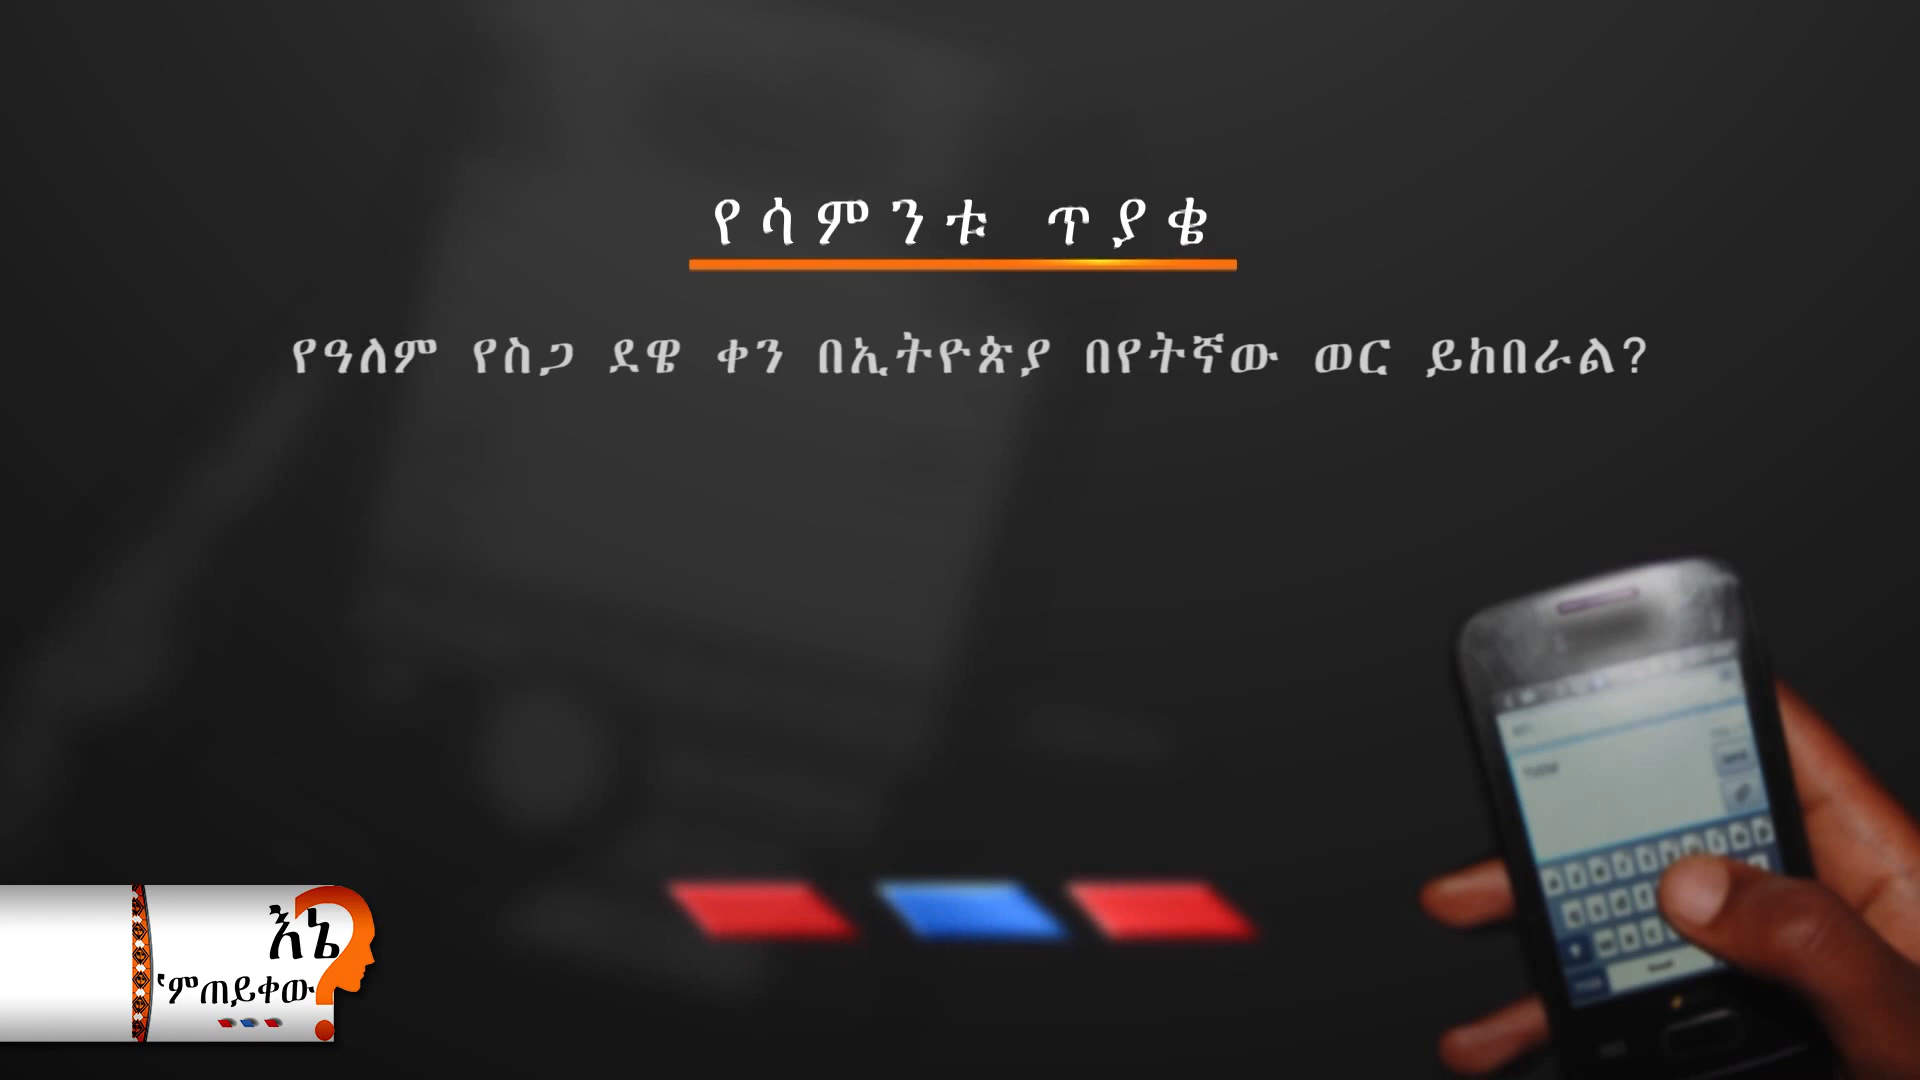 የሳምንቱ ጥያቄ
የዓለም የስጋ ደዌ ቀን በኢትዮጵያ በየትኛው ወር ይከበራል?
እኔ
'ምጠይቀው